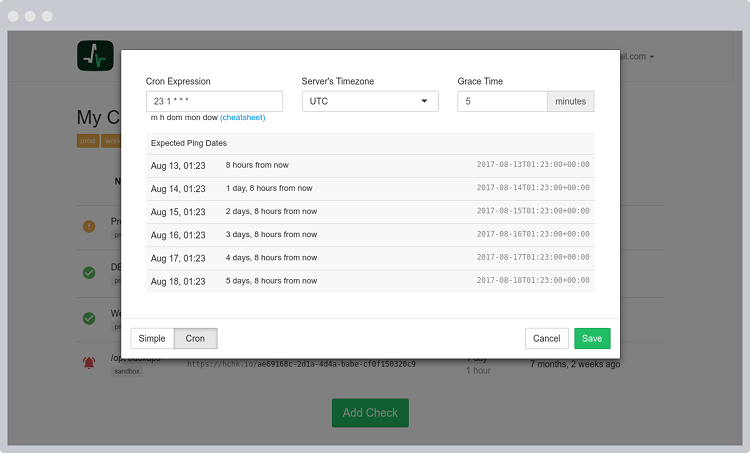 ail.com
My C
prod
work
N
Cron Expression
Server's Timezone
Grace Time
23 1 * * *
UTC
5
minutes
m h dom mon dow (cheatsheet)
Expected Ping Dates
Aug 13, 01:23 8 hours from now 2017-08-13T01:23:00+00:00
Aug 14, 01:23 1 day, 8 hours from now 2017-08-14T01:23:00+00:00
Aug 15, 01:23 2 days, 8 hours from now 2017-08-15T01:23:00+00:00
Aug 16, 01:23 3 days, 8 hours from now 2017-08-16T01:23:00+00:00
Aug 17, 01:23 4 days, 8 hours from now 2017-08-17T01:23:00+00:00
Aug 18, 01:23 5 days, 8 hours from now 2017-08-18T01:23:00+00:00
Pr
DB
We
Simple
Cron
Cancel
Save
https://hchk.io/ae69168c-2d1a-4d4a-babe-cf0f150320c9
sandbox
1 hour
7 months, 2 weeks ago
Add Check